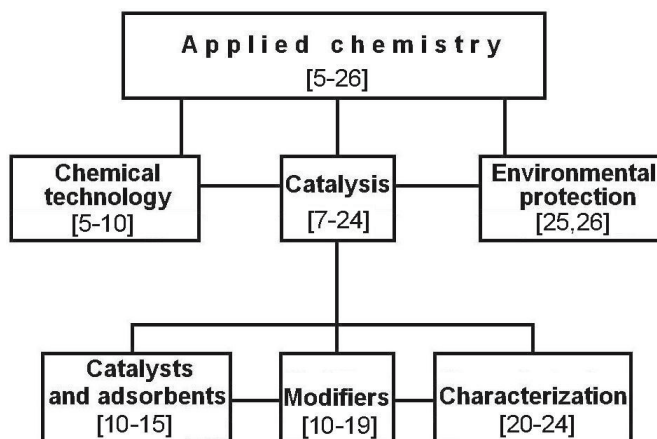 Applied chemistry
[5-26]
Chemical
technology
[5-10]
Catalysis
[7-24]
Environmental
protection
[25,26]
Catalysts
and adsorbents
[10-15]
Modifiers
[10-19]
Characterization
[20-24]